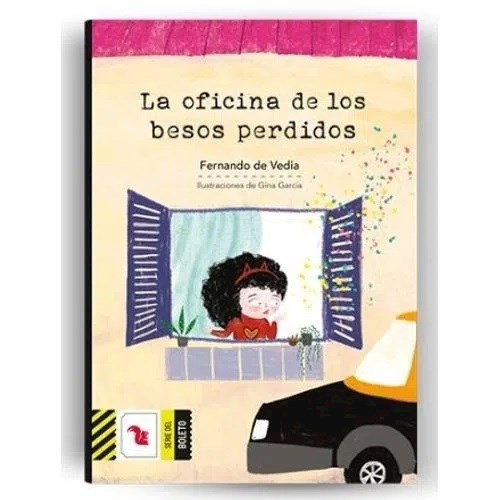 La oficina de los
besos perdidos
Fernando de Vedia
Ilustraciones de Gina García
SERIE DEL
BOLETO